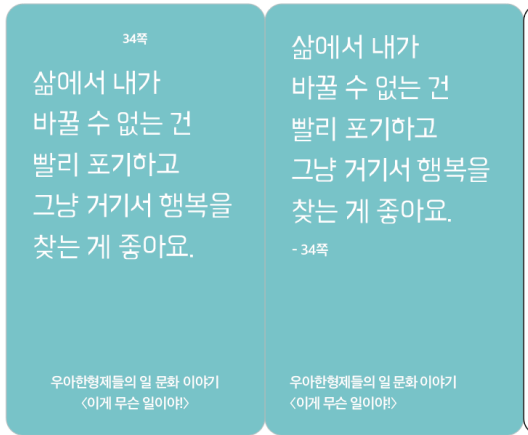 34쪽
삶에서 내가
바꿀 수 없는 건
빨리 포기하고
그냥 거기서 행복을
찾는 게 좋아요.
우아한형제들의 일 문화 이야기
〈이게 무슨 일이야!〉
삶에서 내가
바꿀 수 없는 건
빨리 포기하고
그냥 거기서 행복을
찾는 게 좋아요.
- 34쪽
우아한형제들의 일 문화 이야기
〈이게 무슨 일이야!〉